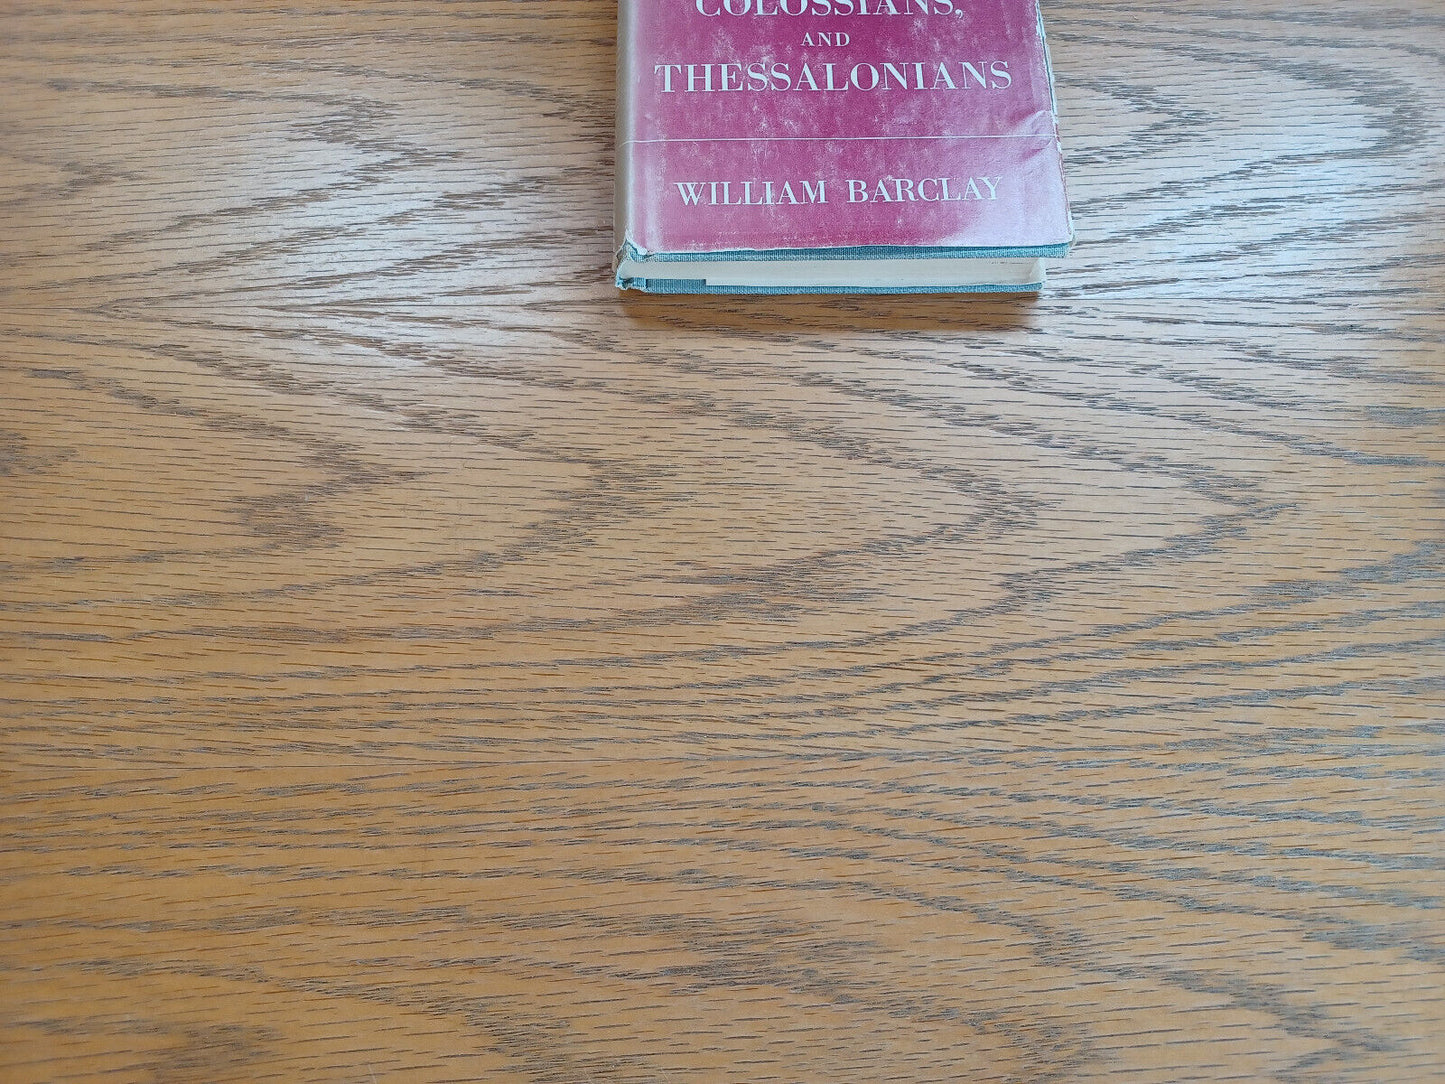 COLOSSIANS,
AND
THESSALONIANS
WILLIAM BARCLAY